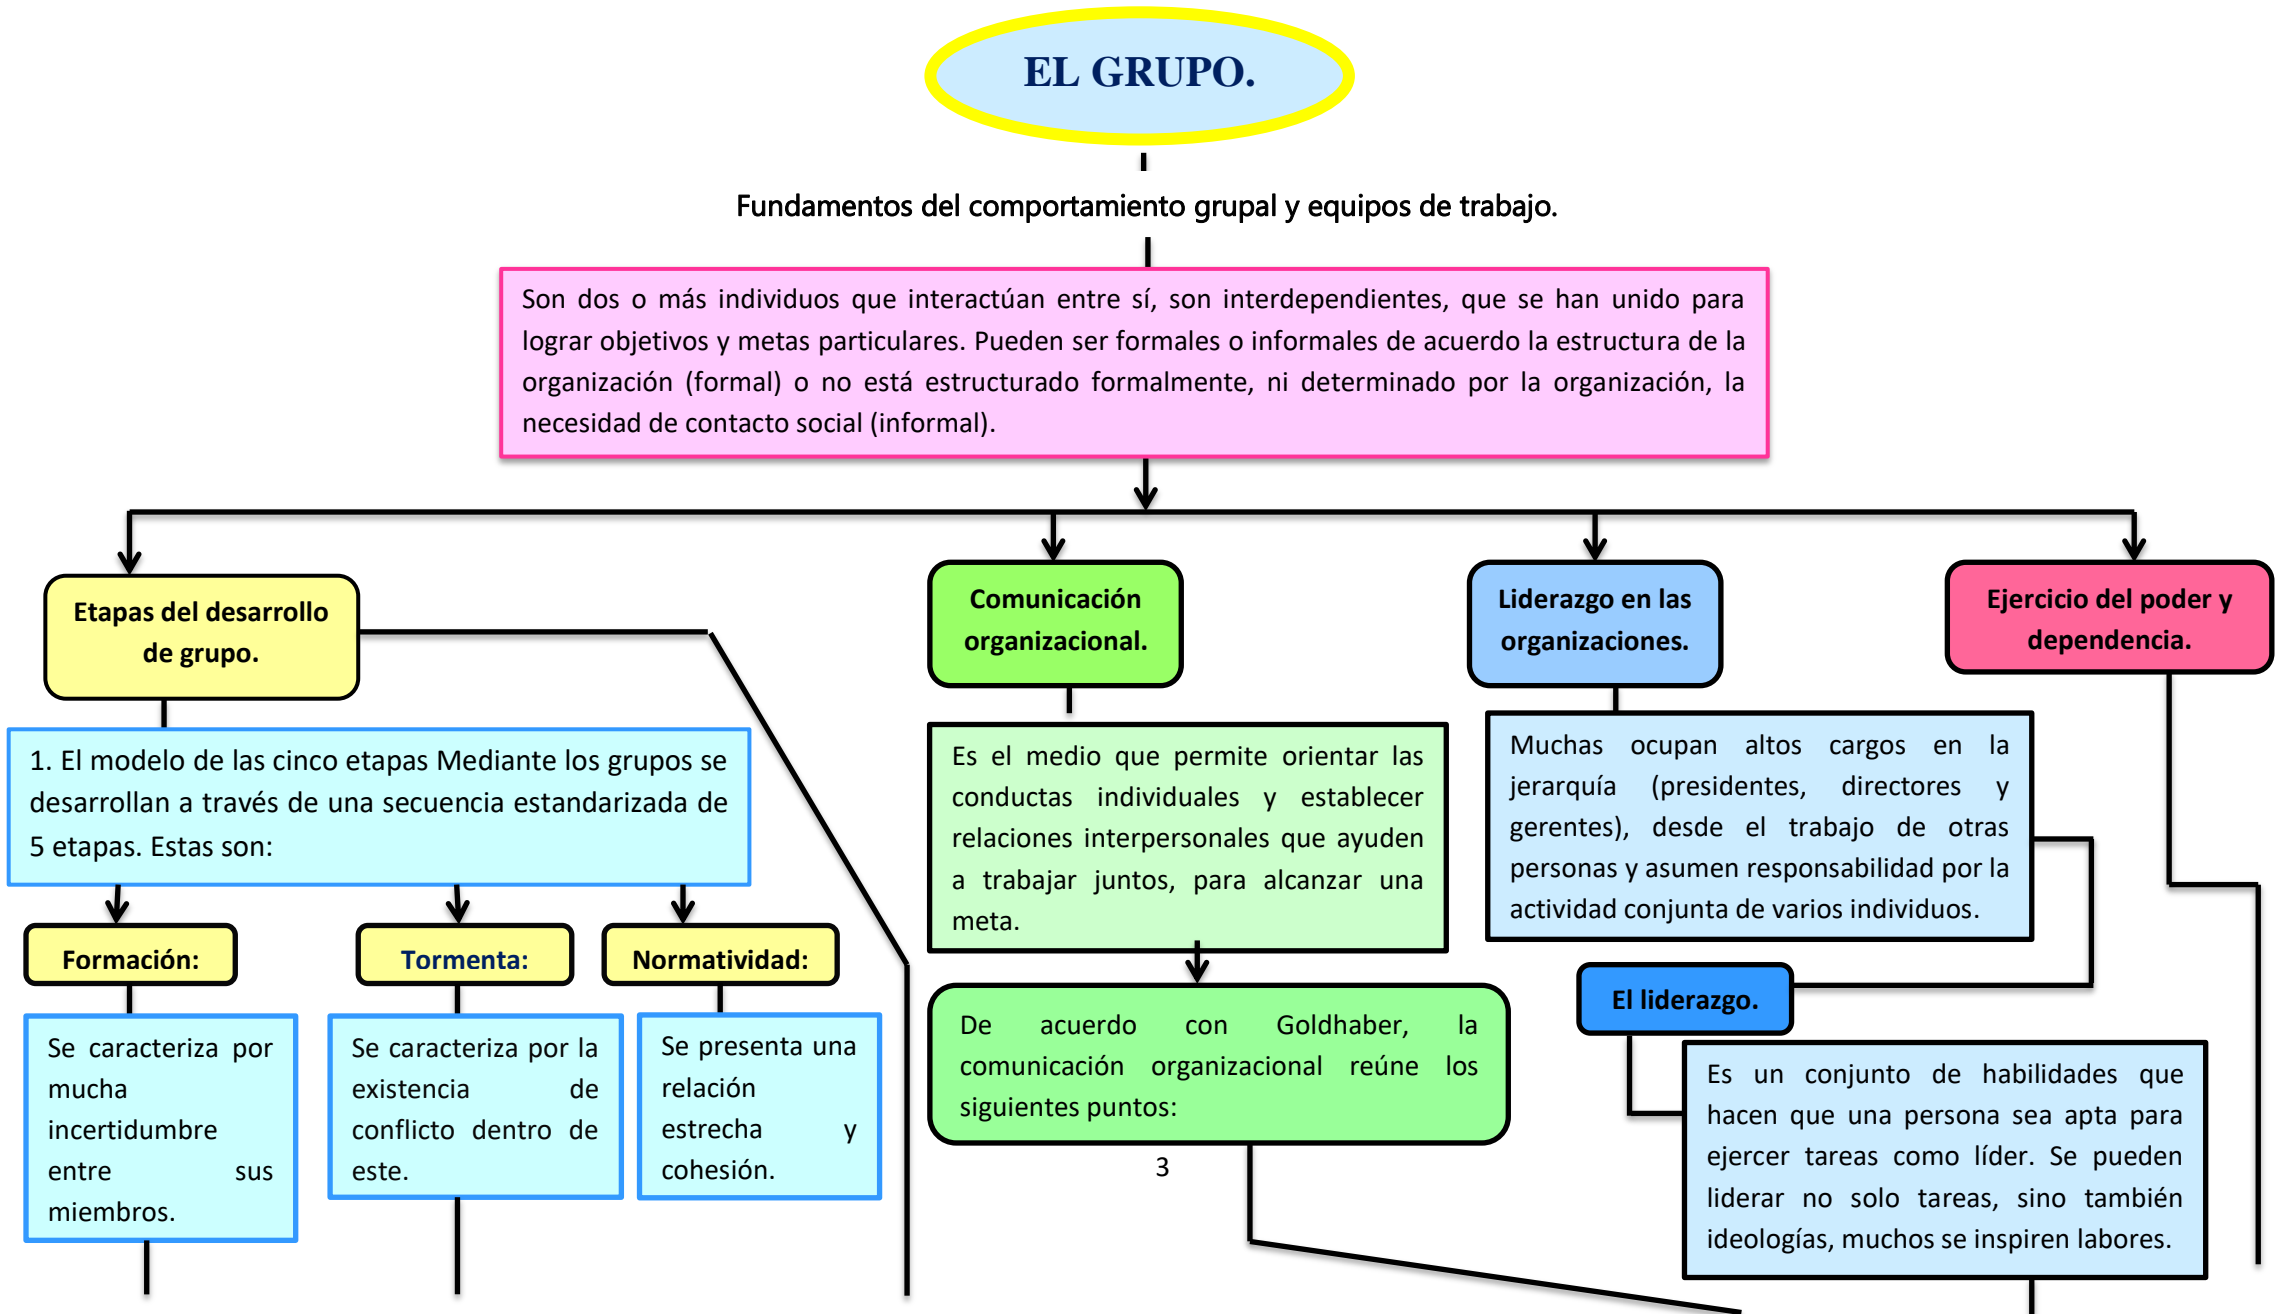 EL GRUPO.
Fundamentos del comportamiento grupal y equipos de trabajo.
Son dos o más individuos que interactúan entre sí, son interdependientes, que se han unido para
lograr objetivos y metas particulares. Pueden ser formales o informales de acuerdo la estructura de la
organización (formal) o no está estructurado formalmente, ni determinado por la organización, la
necesidad de contacto social (informal).
Etapas del desarrollo
de grupo.
1. El modelo de las cinco etapas Mediante los grupos se
desarrollan a través de una secuencia estandarizada de
5 etapas. Estas son:
Formación:
Se caracteriza por
mucha
incertidumbre
entre sus
miembros.
Tormenta:
Se caracteriza por la
existencia de
conflicto dentro de
este.
Normatividad:
Se presenta una
relación
estrecha y
cohesión.
Comunicación
organizacional.
Es el medio que permite orientar las
conductas individuales y establecer
relaciones interpersonales que ayuden
a trabajar juntos, para alcanzar una
meta.
De acuerdo con Goldhaber, la
comunicación organizacional reúne los
siguientes puntos:
3
Liderazgo en las
organizaciones.
Muchas ocupan altos cargos en la
jerarquía (presidentes, directores y
gerentes), desde el trabajo de otras
personas y asumen responsabilidad por la
actividad conjunta de varios individuos.
El liderazgo.
Es un conjunto de habilidades que
hacen que una persona sea apta para
ejercer tareas como líder. Se pueden
liderar no solo tareas, sino también
ideologías, muchos se inspiren labores.
Ejercicio del poder y
dependencia.